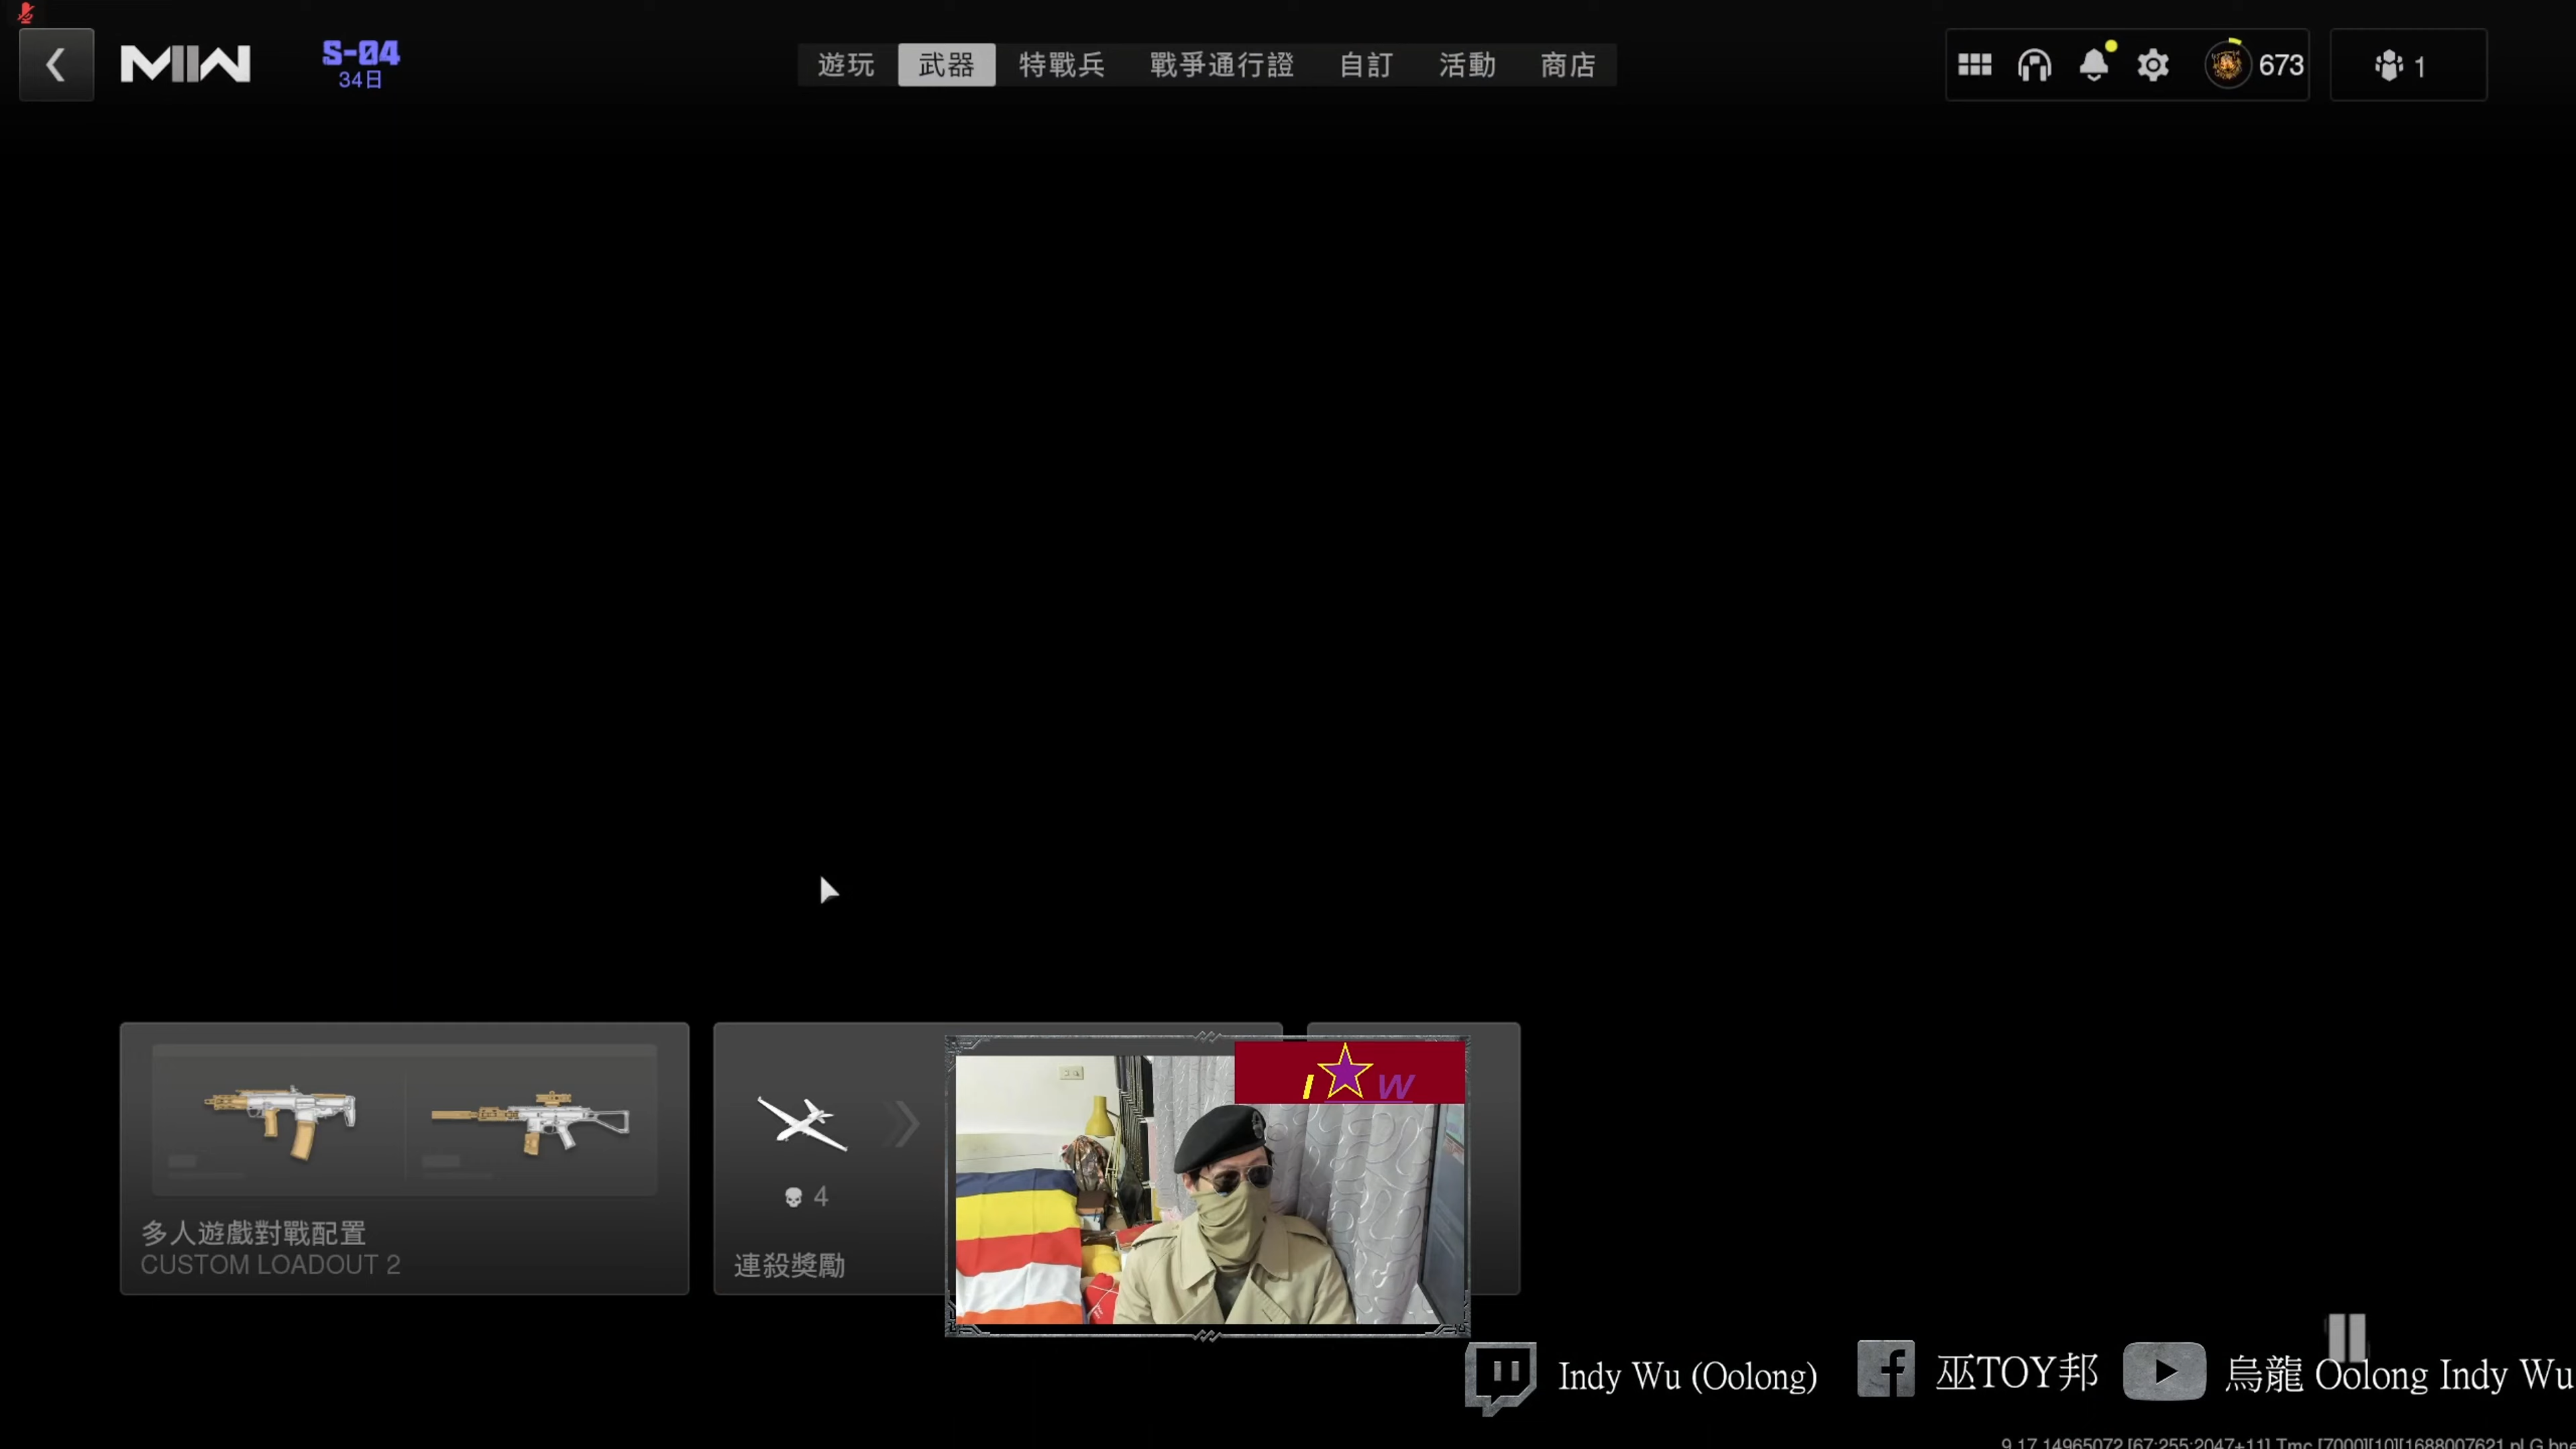 MIIW
S-04
34日
遊玩
武器
特戰兵
戰爭通行證
自訂
活動
商店
673
1
I W
4
多人遊戲對戰配置
CUSTOM LOADOUT 2
連殺獎勵
Indy Wu (Oolong)
巫TOY邦
烏龍 Oolong Indy Wu